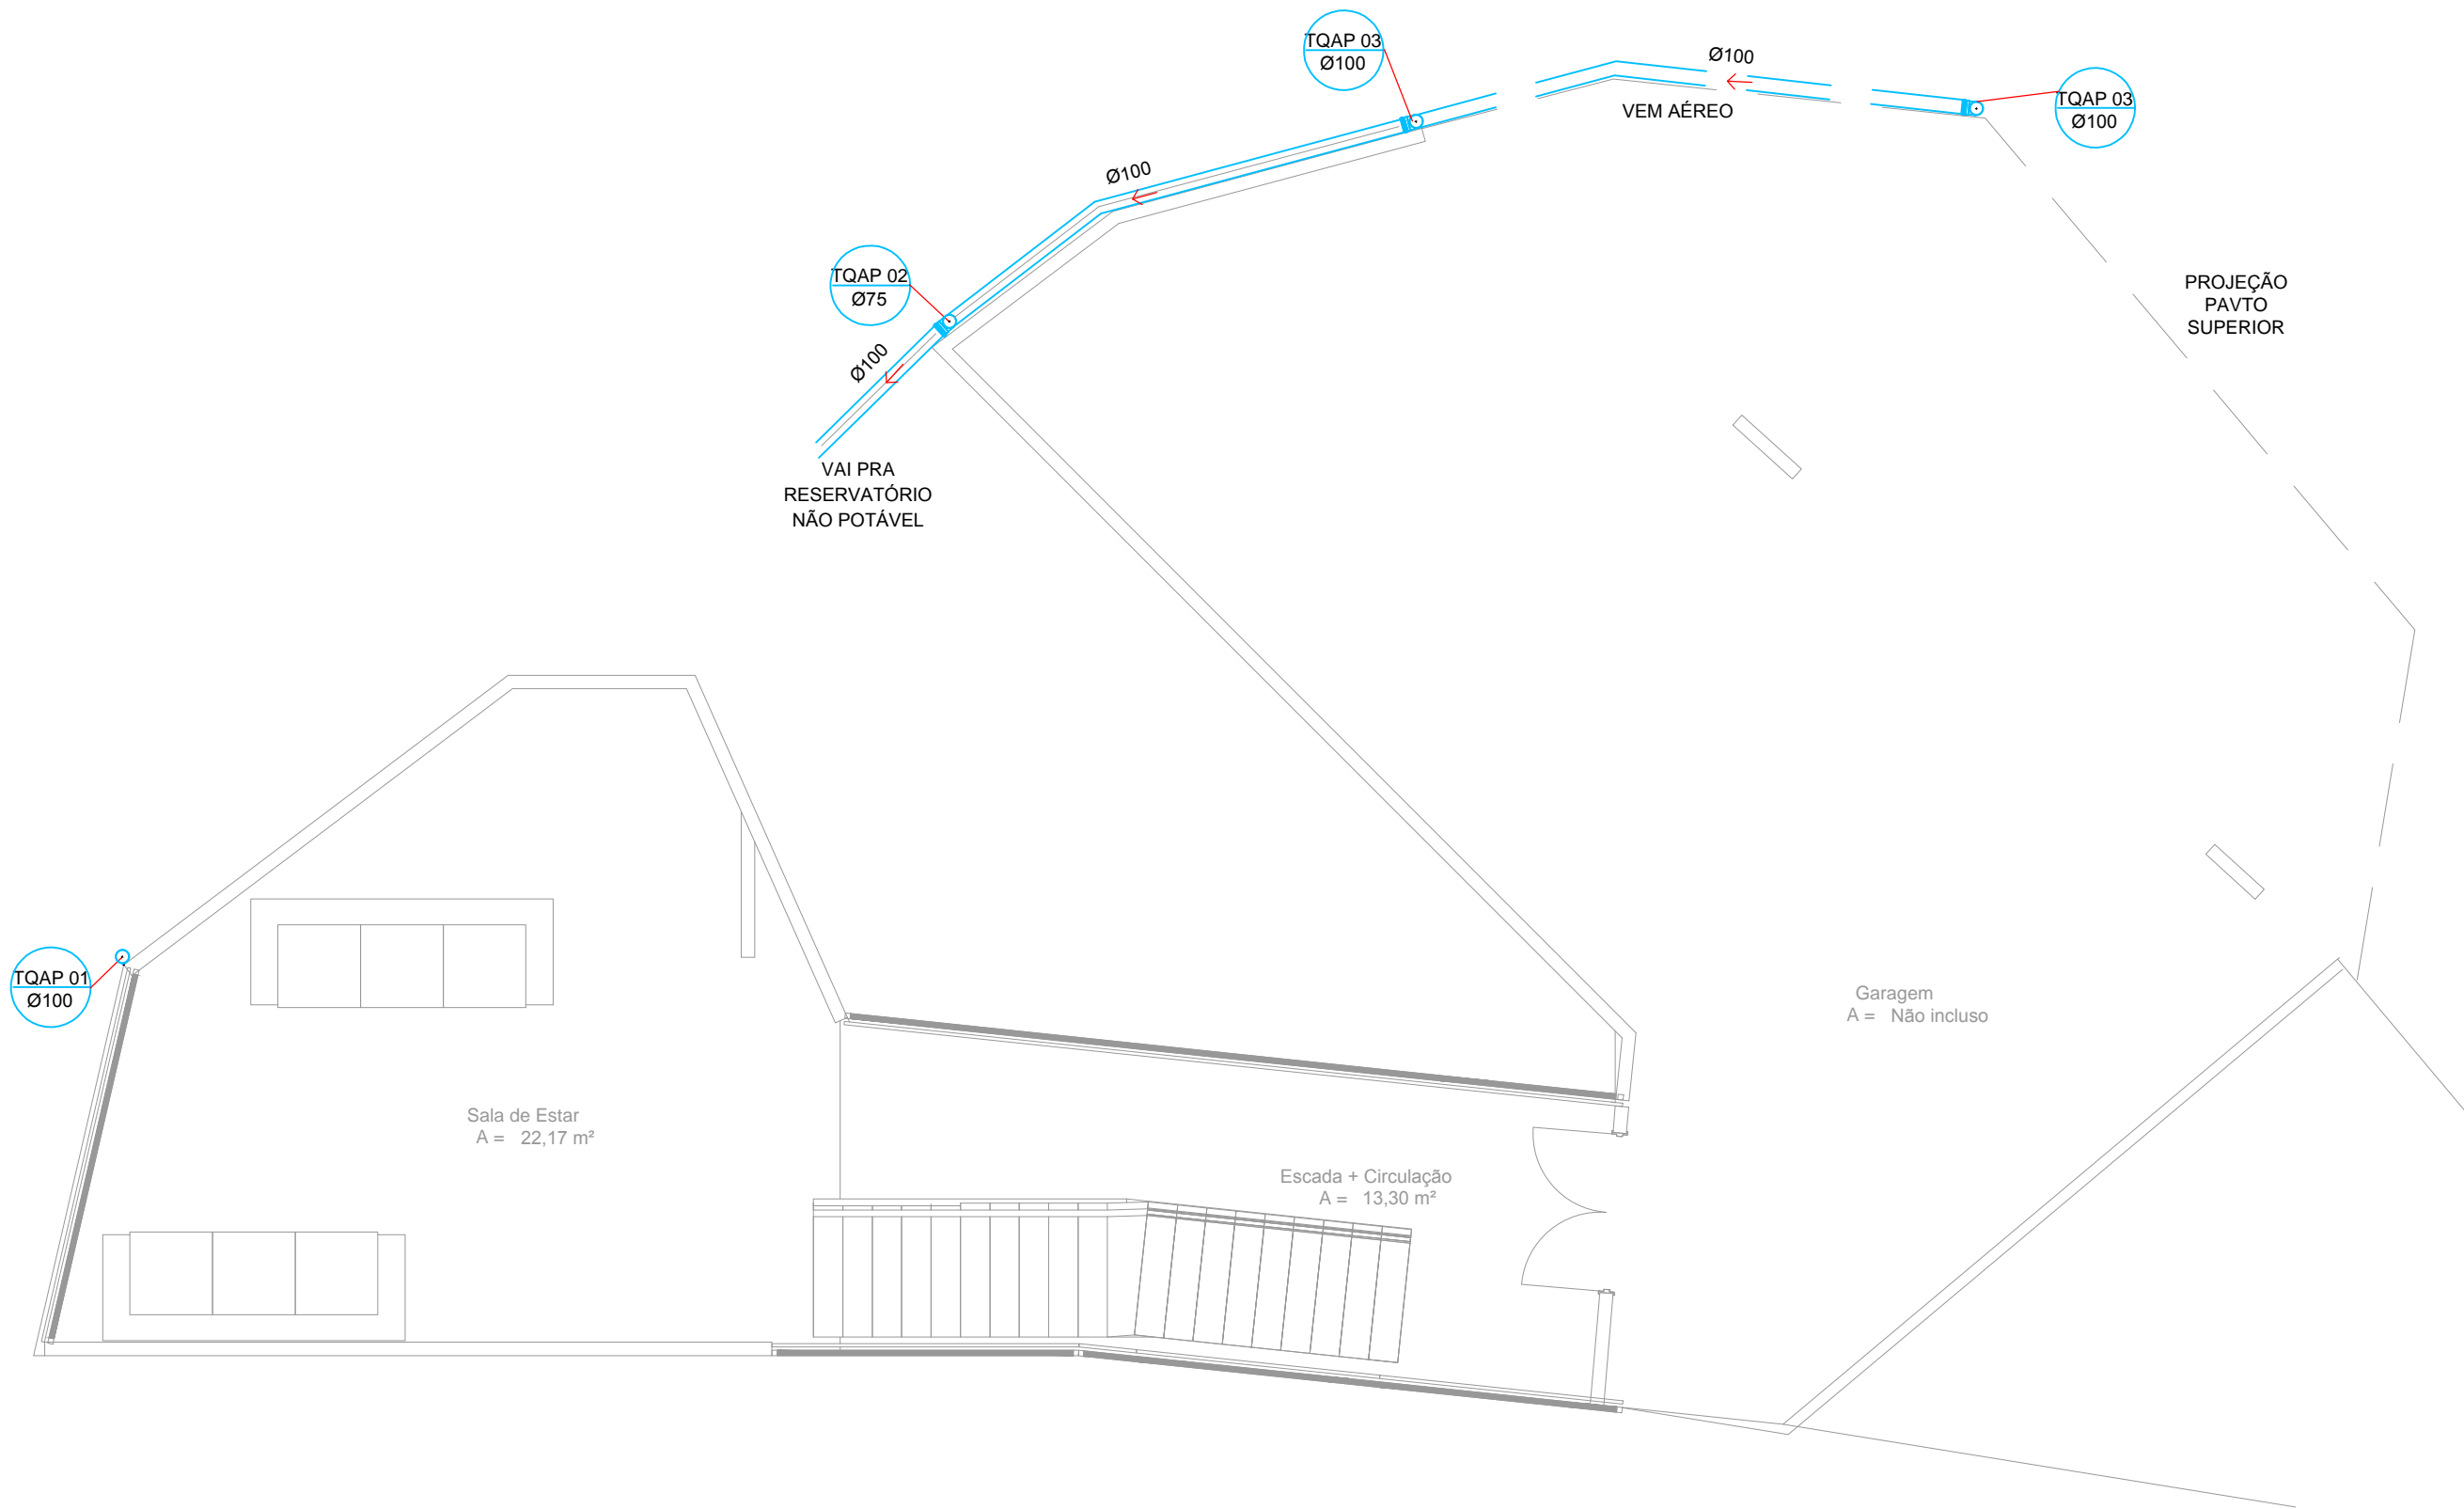 TQAP 03
Ø100
Ø100
VEM AÉREO
TQAP 03
Ø100
Ø100
TQAP 02
Ø75
Ø100
PROJEÇÃO
PAVTO
SUPERIOR
VAI PRA
RESERVATÓRIO
NÃO POTÁVEL
TQAP 01
Ø100
Garagem
A = Não incluso
Sala de Estar
A = 22,17 m²
Escada + Circulação
A = 13,30 m²